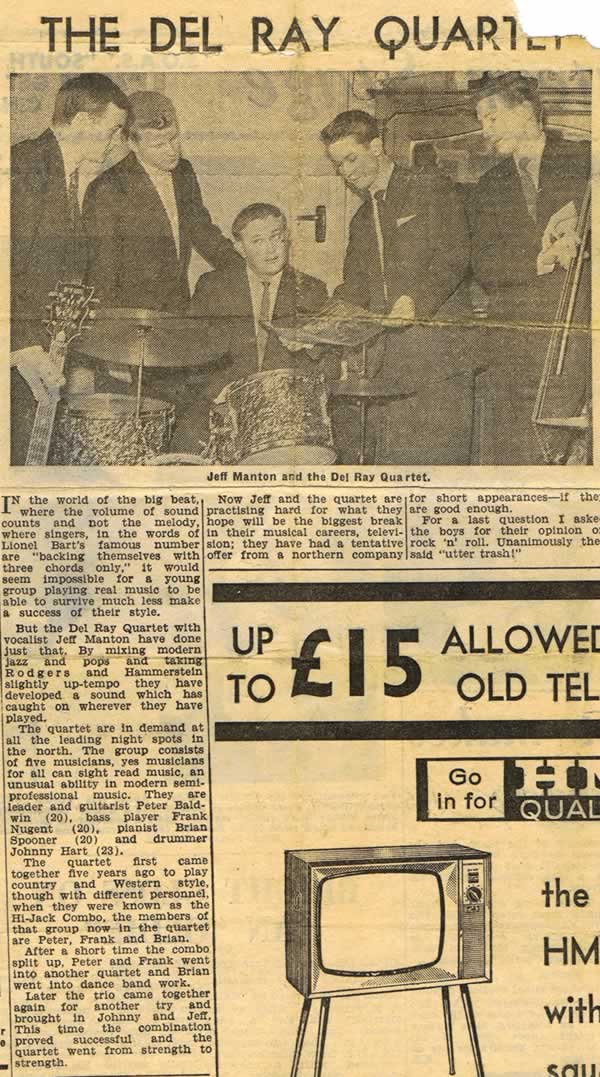 THE DEL RAY QUARTET
Jeff Manton and the Del Ray Quartet.
IN the world of the big beat,
where the volume of sound
counts and not the melody,
where singers, in the words of
Lionel Bart's famous number
are "backing themselves with
three chords only," it would
seem impossible for a young
group playing real music to be
able to survive much less make
a success of their style.
But the Del Ray Quartet with
vocalist Jeff Manton have done
just that. By mixing modern
jazz and pops and taking
Rodgers and Hammerstein
slightly up-tempo they have
developed a sound which has
caught on wherever they have
played.
The quartet are in demand at
all the leading night spots in
the north. The group consists
of five musicians, yes musicians
for all can sight read music, an
unusual ability in modern semi-
professional music. They are
leader and guitarist Peter Bald-
win (20), bass player Frank
Nugent (20), pianist Brian
Spooner (20) and drummer
Johnny Hart (23).
The quartet first came
together five years ago to play
country and Western style,
though with different personnel,
when they were known as the
Hi-Jack Combo, the members of
that group now in the quartet
are Peter, Frank and Brian.
After a short time the combo
split up, Peter and Frank went
into another quartet and Brian
went into dance band work.
Later the trio came together
again for another try and
brought in Johnny and Jeff.
This time the combination
proved successful and the
quartet went from strength to
strength.
Now Jeff and the quartet are
practising hard for what they
hope will be the biggest break
in their musical careers, televi-
sion; they have had a tentative
offer from a northern company
for short appearances—if they
are good enough.
For a last question I aske
the boys for their opinion o
rock 'n' roll. Unanimously the
said "utter trash!"
UP TO £15 ALLOWED
OLD TEL
Go
in for
QUAL
the
HM
with
squ